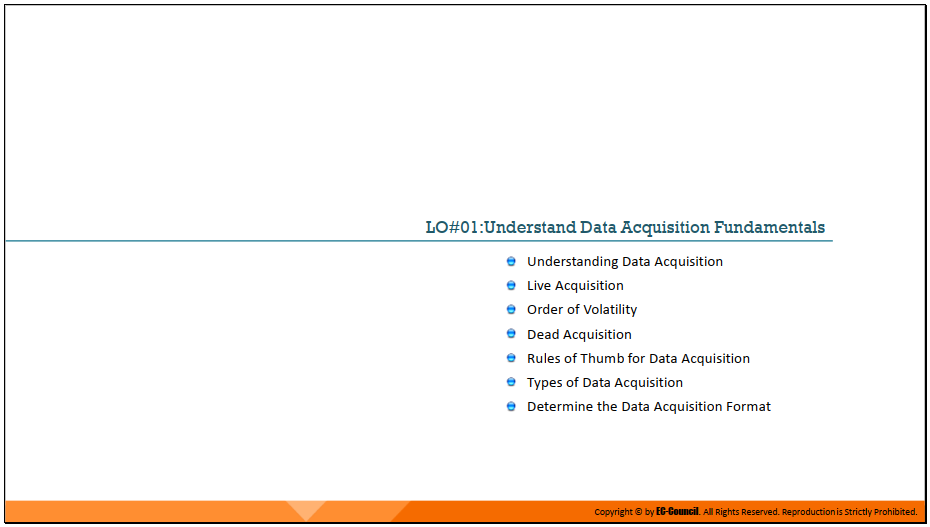 LO#01:Understand Data Acquisition Fundamentals
Understanding Data Acquisition
Live Acquisition
Order of Volatility
Dead Acquisition
Rules of Thumb for Data Acquisition
Types of Data Acquisition
Determine the Data Acquisition Format
Copyright © by EC-Council. All Rights Reserved. Reproduction is Strictly Prohibited.